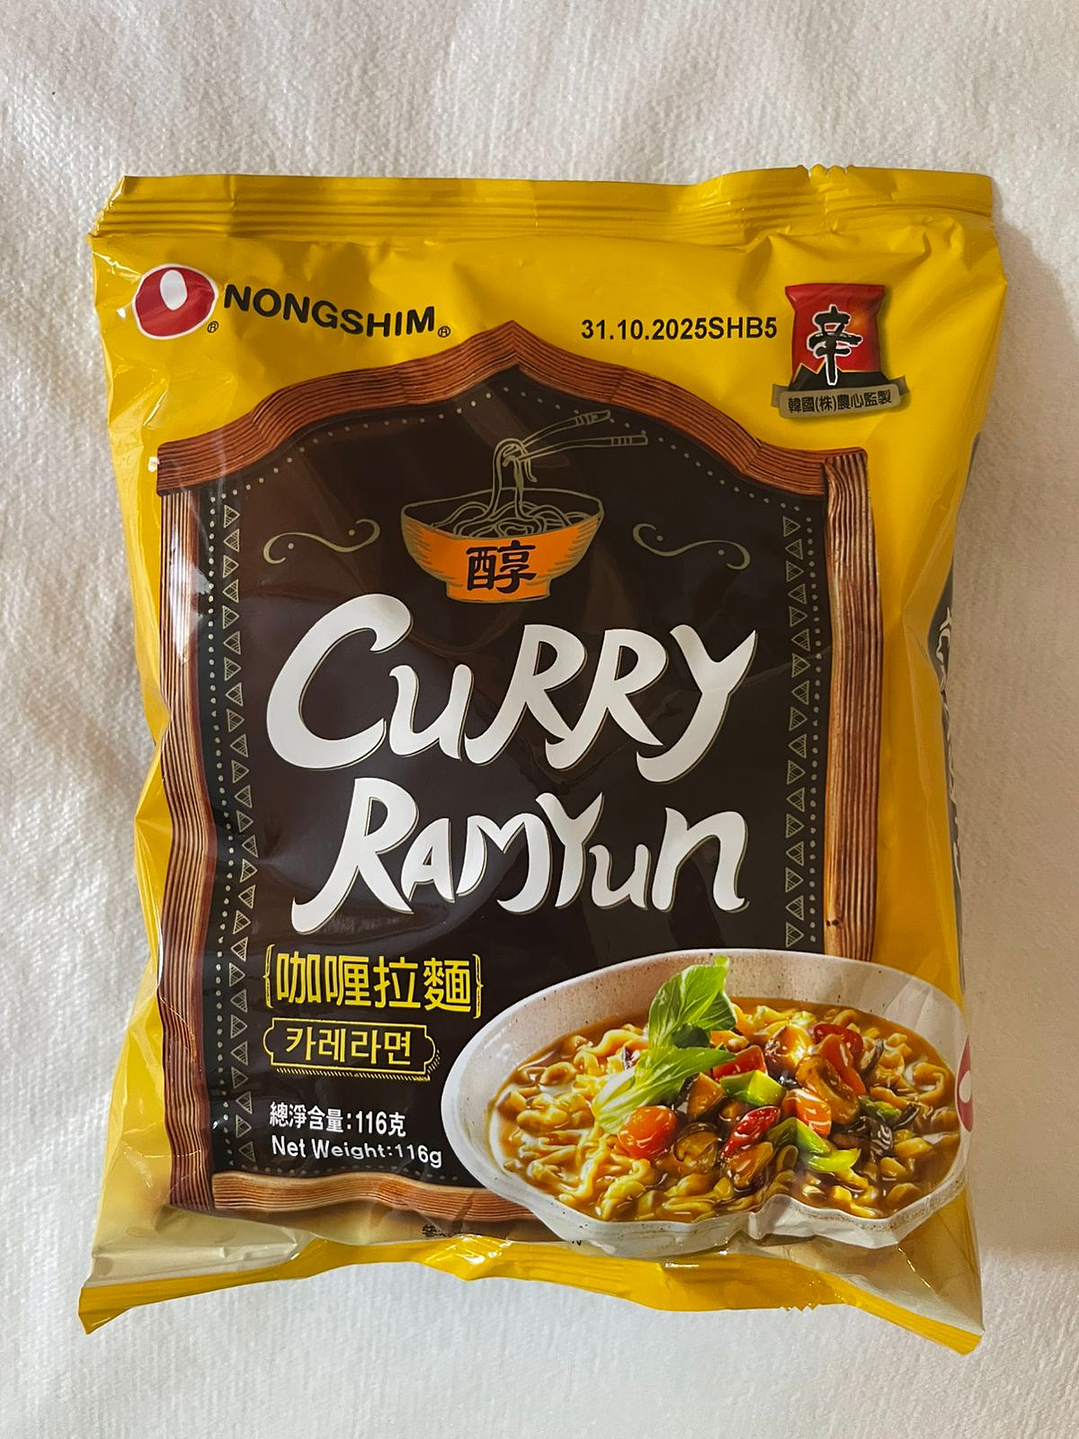 NONGSHIM
31.10.2025SHB5
辛
韓國(株)農心監製
醇
CURRY
RAMYUN
咖喱拉麵
카레라면
總淨含量:116克
Net Weight:116g